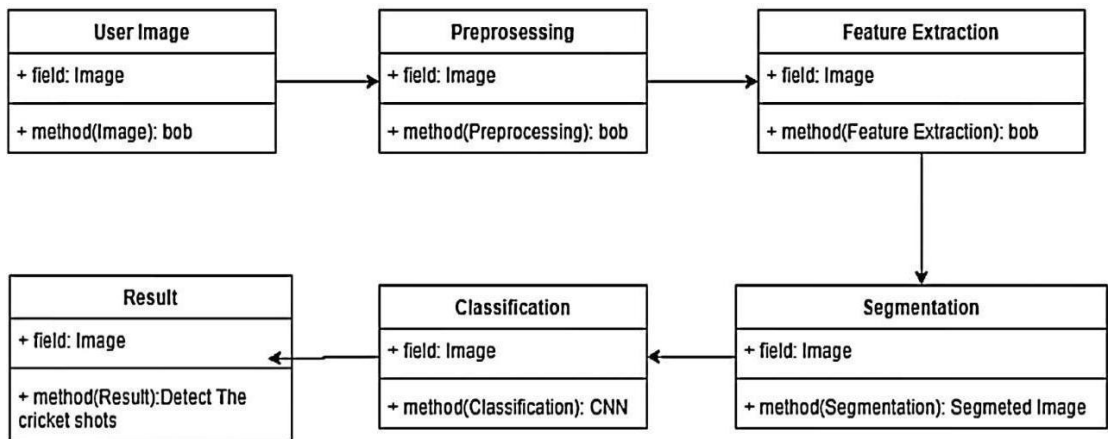 User Image
+ field: Image
+ method(Image): bob
Preprosessing
+ field: Image
+ method(Preprocessing): bob
Feature Extraction
+ field: Image
+ method(Feature Extraction): bob
Segmentation
+ field: Image
+ method(Segmentation): Segmeted Image
Classification
+ field: Image
+ method(Classification): CNN
Result
+ field: Image
+ method(Result):Detect The
cricket shots